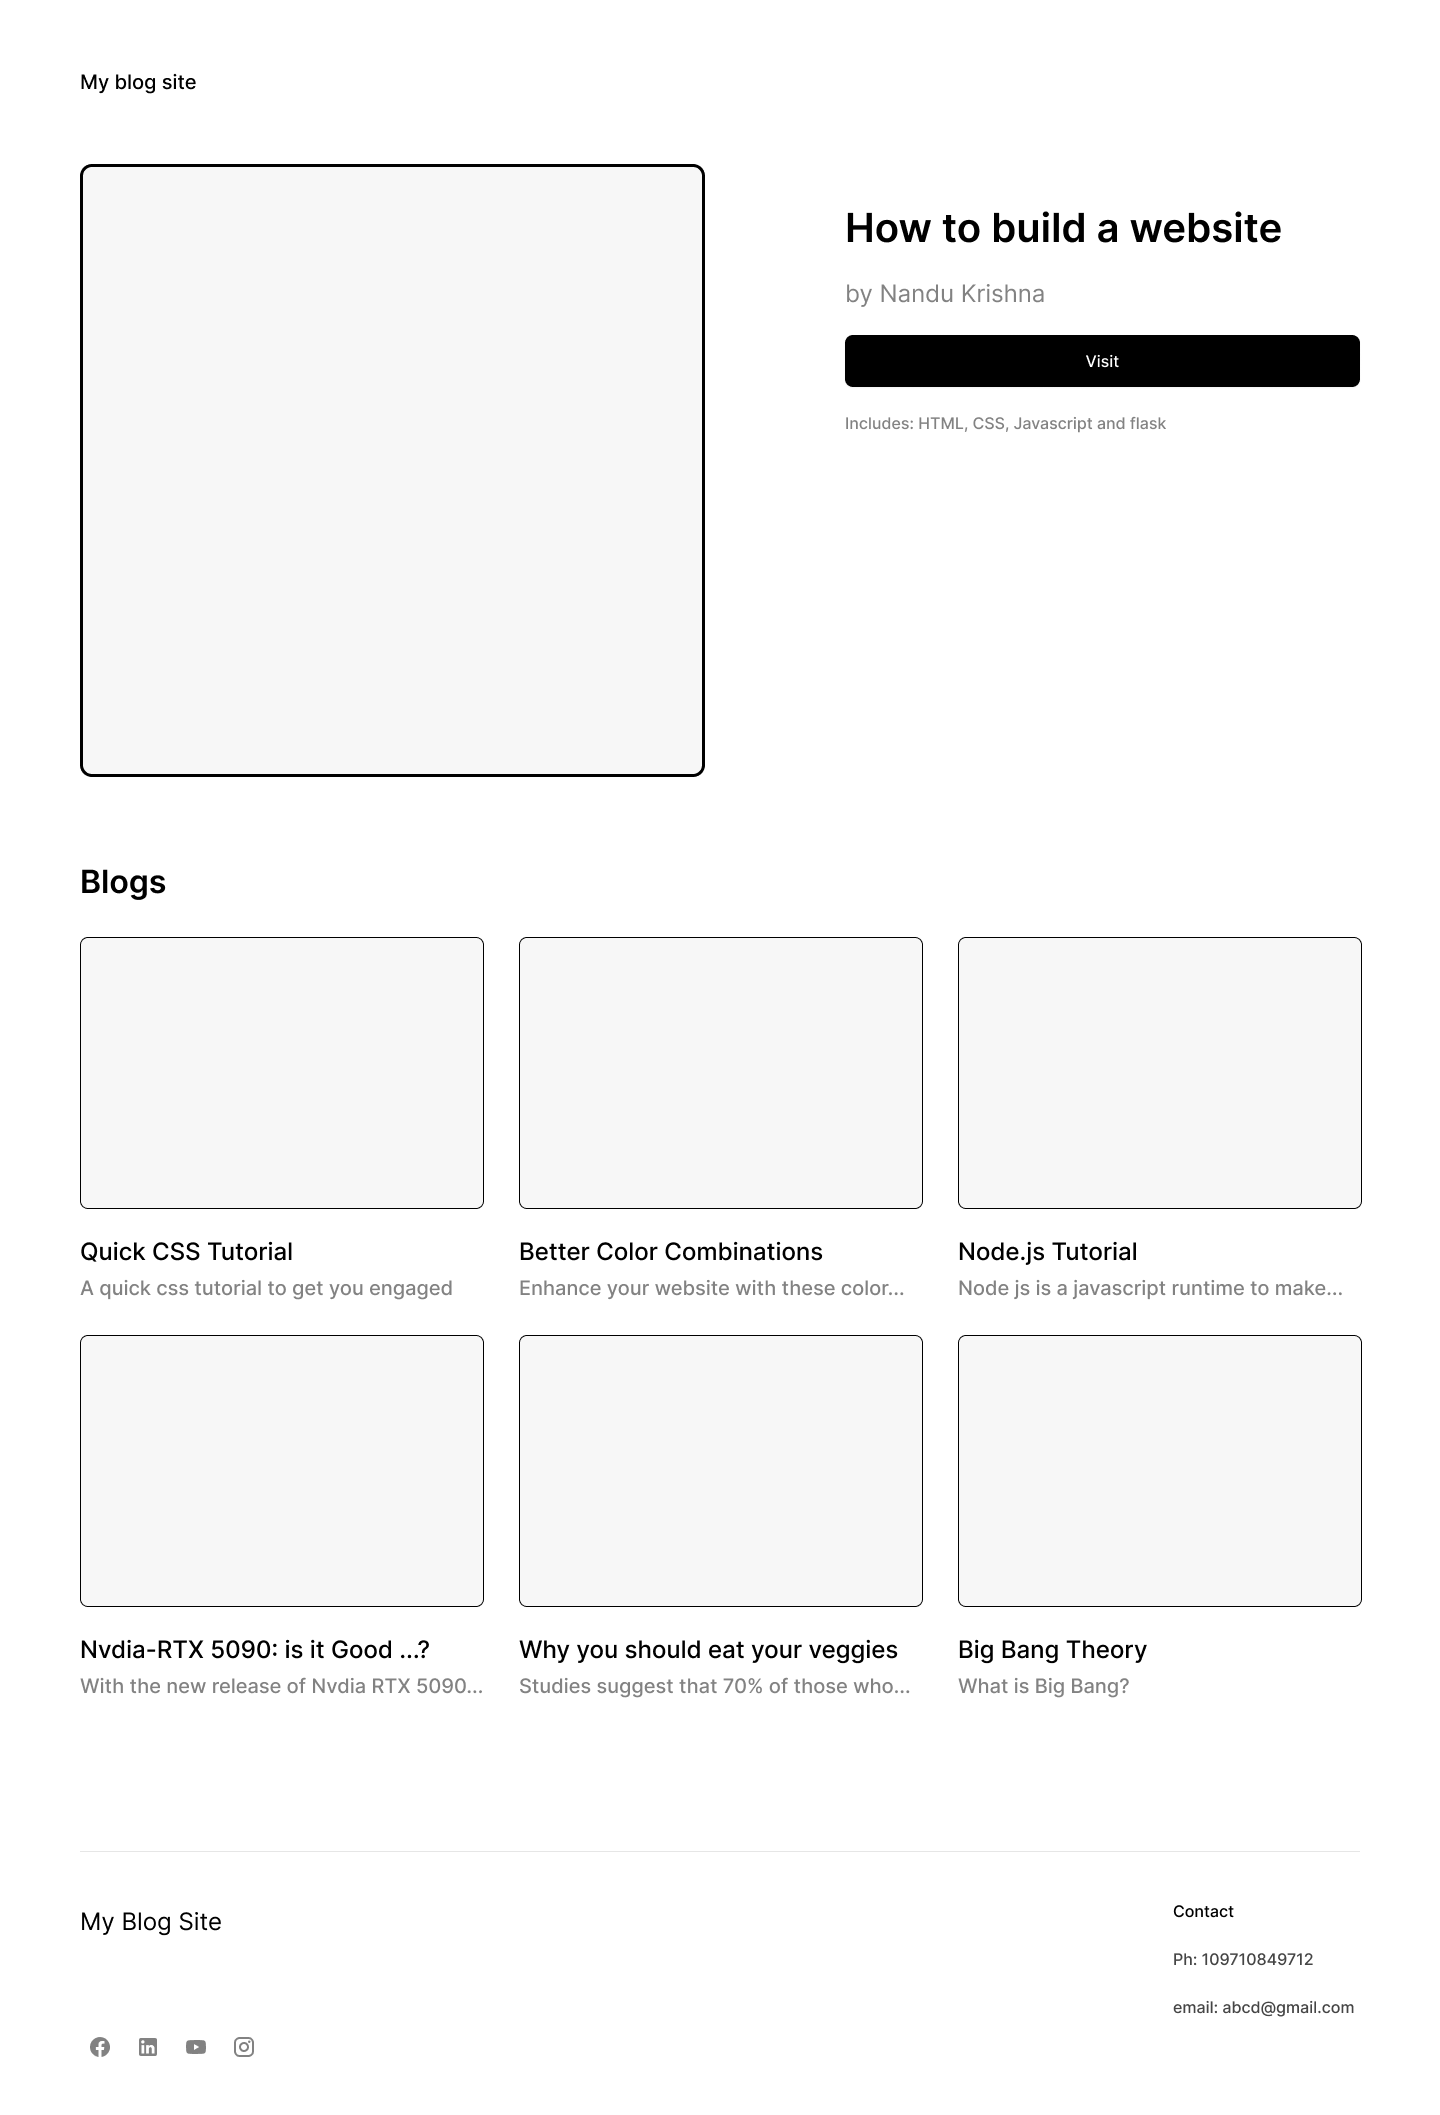 My blog site
How to build a website
by Nandu Krishna
Visit
Includes: HTML, CSS, Javascript and flask
Blogs
Quick CSS Tutorial
A quick css tutorial to get you engaged
Better Color Combinations
Enhance your website with these color...
Node.js Tutorial
Node js is a javascript runtime to make...
Nvdia-RTX 5090: is it Good ...?
With the new release of Nvdia RTX 5090...
Why you should eat your veggies
Studies suggest that 70% of those who...
Big Bang Theory
What is Big Bang?
My Blog Site
Contact
Ph: 109710849712
email: abcd@gmail.com